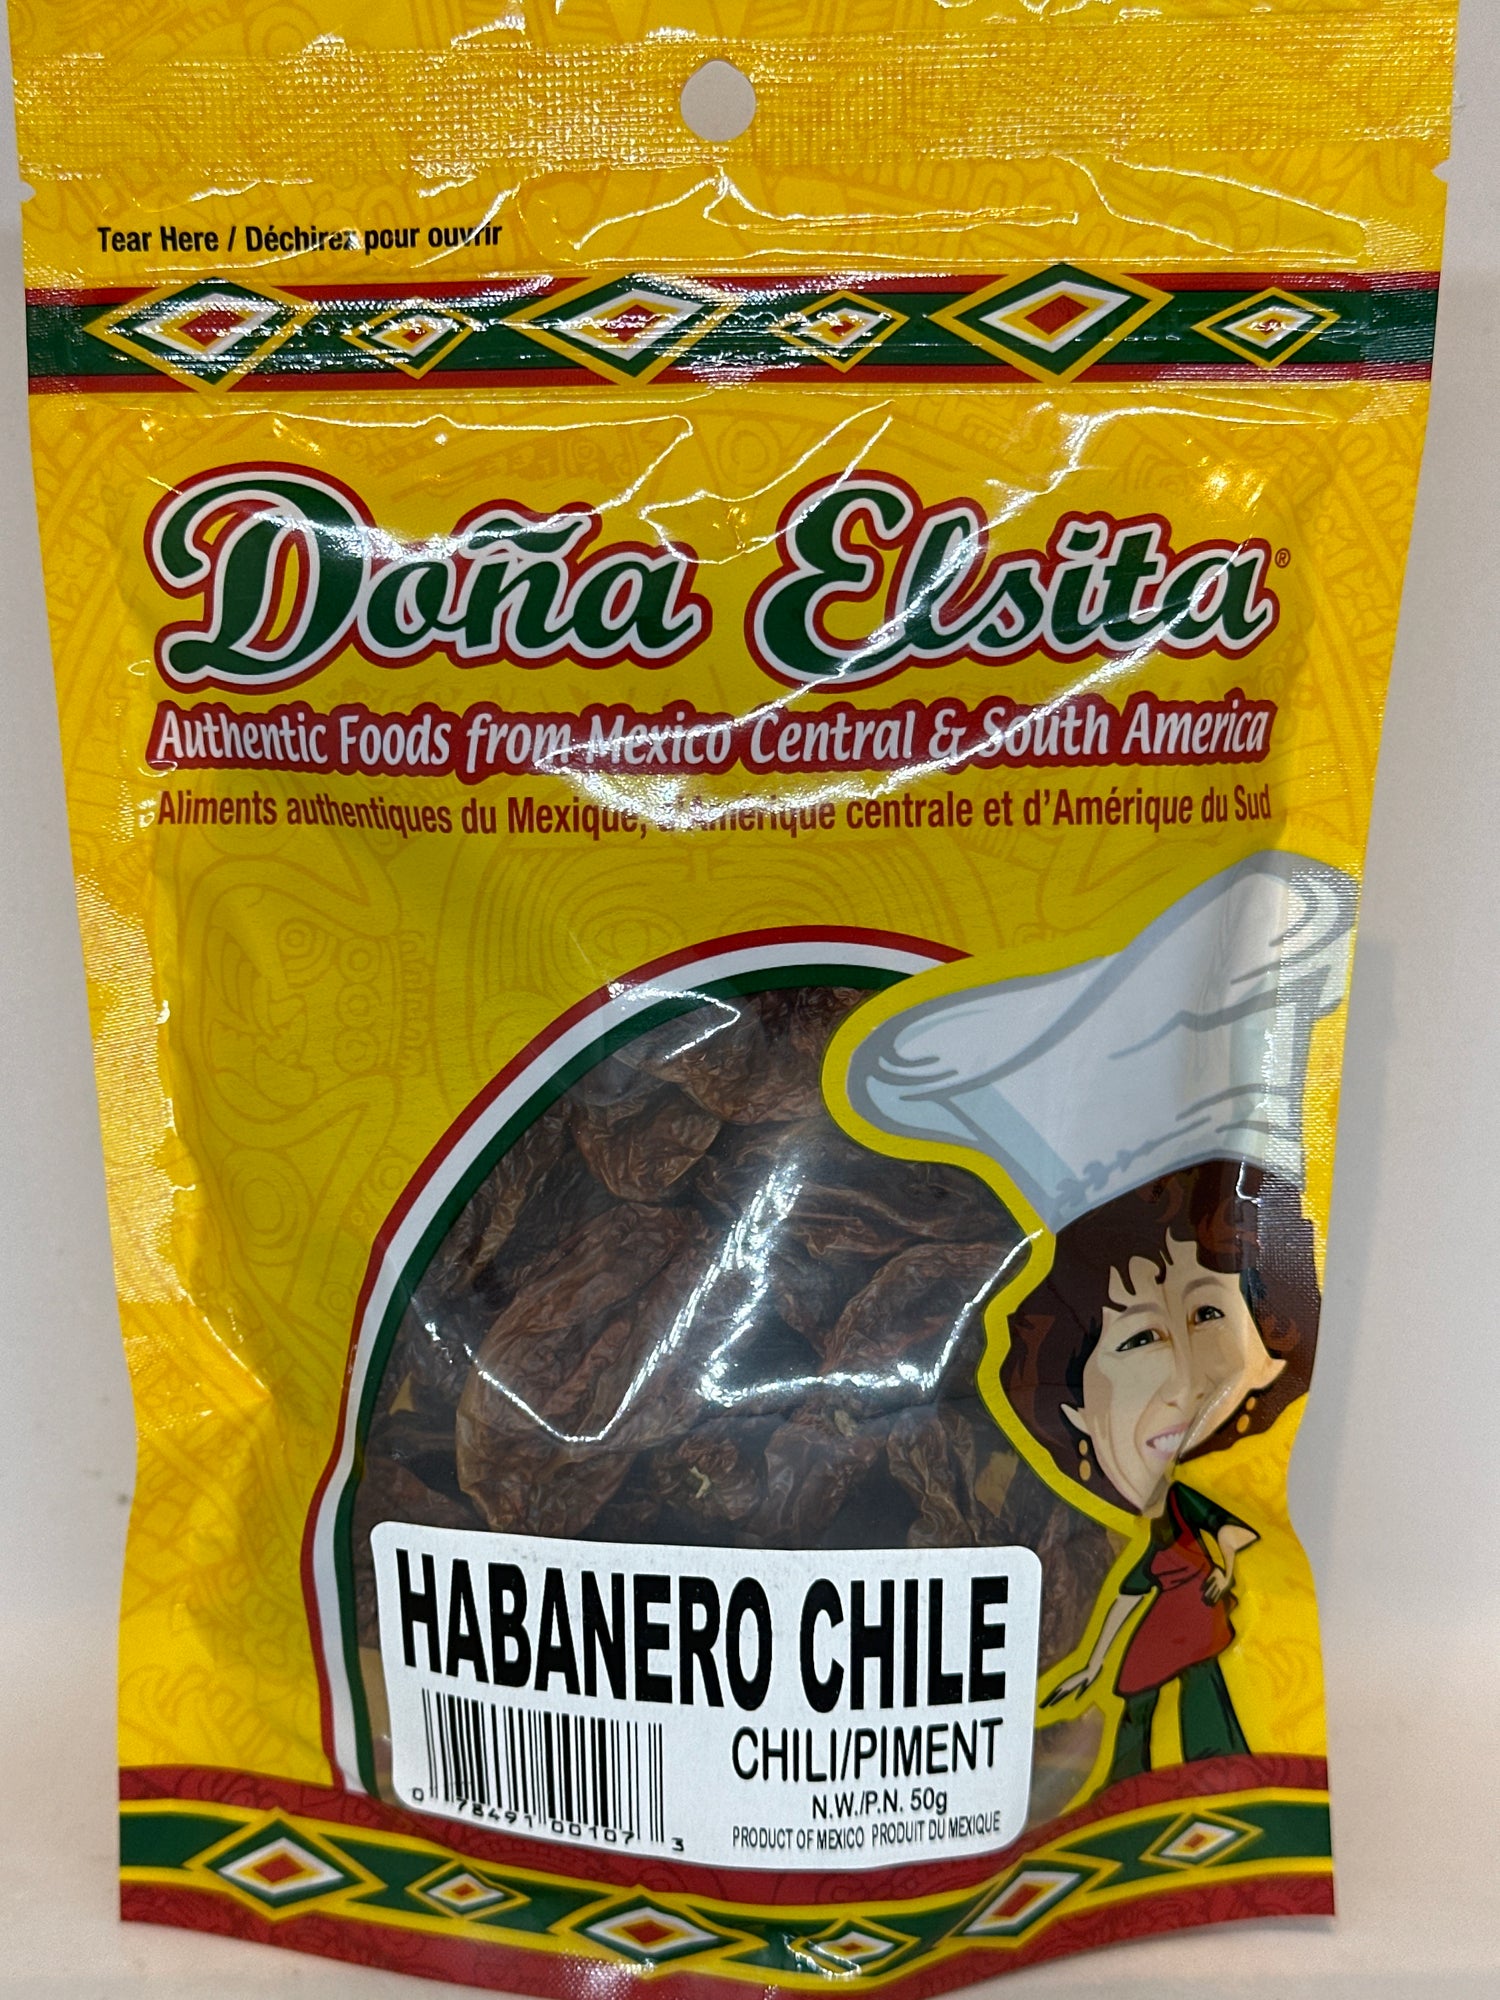 Tear Here / Déchirez pour ouvrir
Doña Elsita®
Authentic Foods from Mexico Central & South America
Aliments authentiques du Mexique, d'Amérique centrale et d'Amérique du Sud
HABANERO CHILE
CHILI/PIMENT
N.W./P.N. 50g
PRODUCT OF MEXICO PRODUIT DU MEXIQUE
0 78491 00107 3